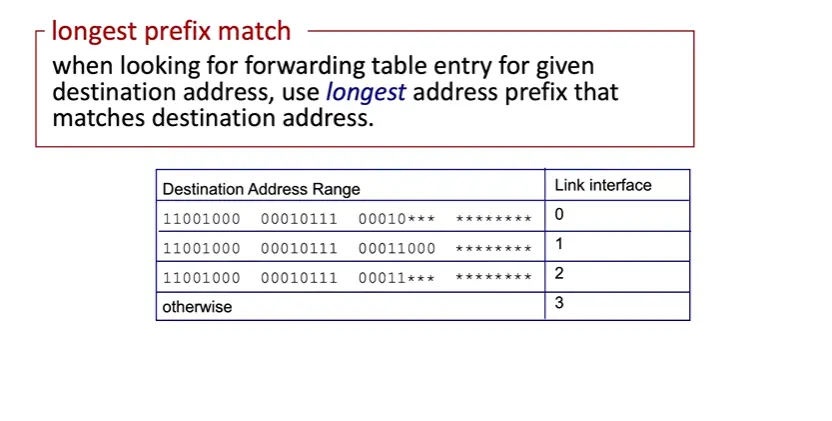 longest prefix match
when looking for forwarding table entry for given
destination address, use longest address prefix that
matches destination address.
Destination Address Range Link interface
11001000 00010111 00010*** ******** 0
11001000 00010111 00011000 ******** 1
11001000 00010111 00011*** ******** 2
otherwise 3